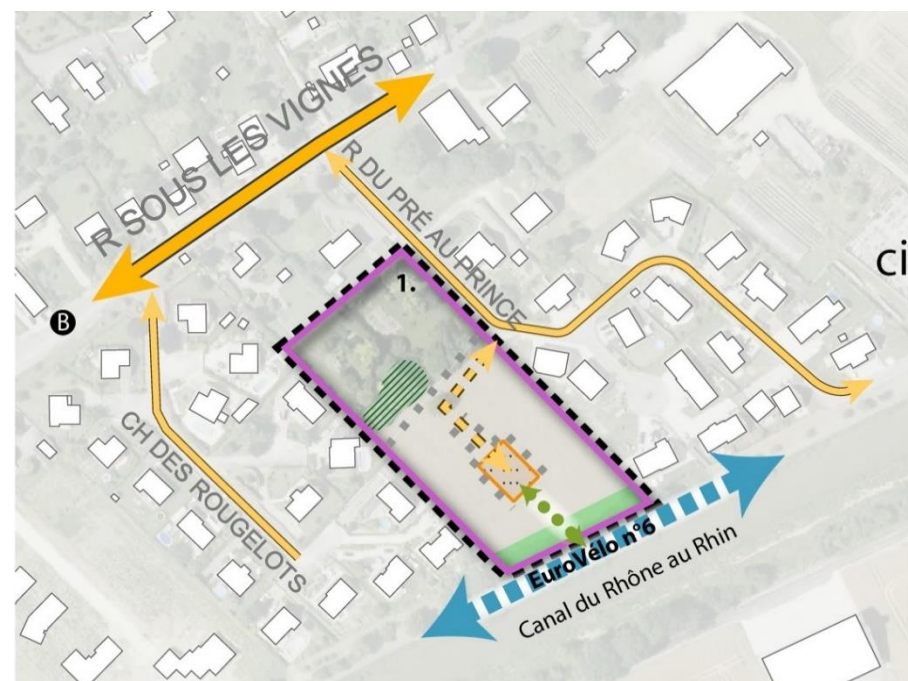 R SOUS LES VIGNES
R DU PRÉ AU PRINCE
ci
1.
B
CH DES ROUGELOTS
EuroVélo n°6
Canal du Rhône au Rhin